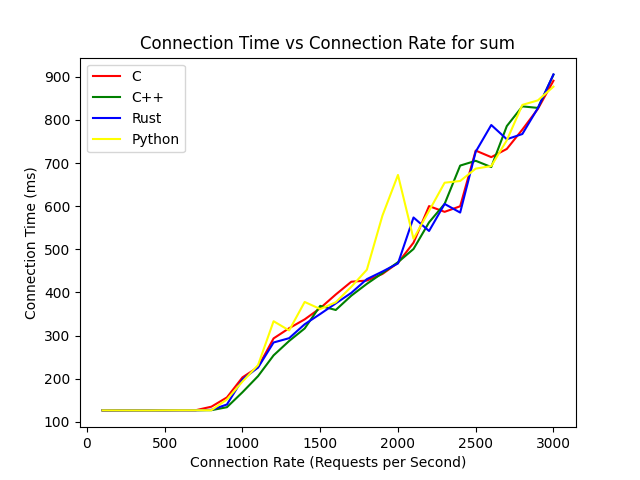 Connection Time vs Connection Rate for sum
C
C++
Rust
Python
Connection Time (ms)
900
800
700
600
500
400
300
200
100
0
500
1000
1500
2000
2500
3000
Connection Rate (Requests per Second)